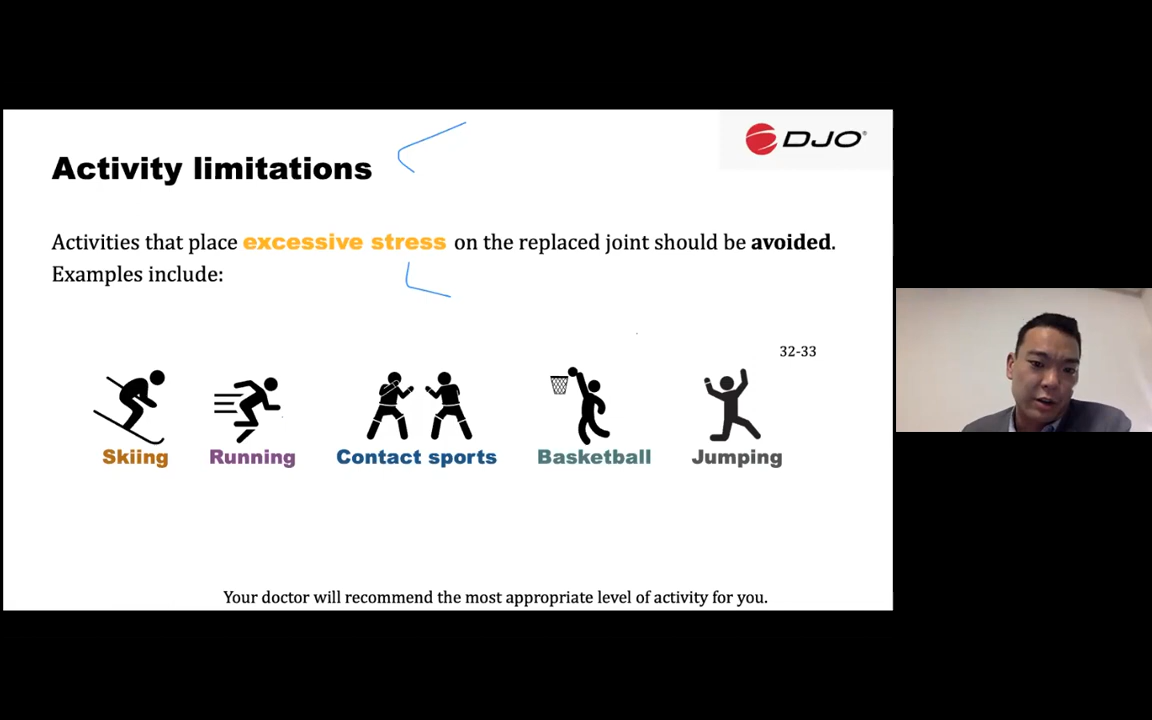 DJO®
Activity limitations
Activities that place excessive stress on the replaced joint should be avoided.
Examples include:
32-33
Skiing
Running
Contact sports
Basketball
Jumping
Your doctor will recommend the most appropriate level of activity for you.